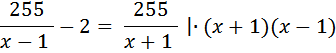 255/(x − 1) − 2 = 255/(x + 1) |· (x + 1)(x − 1)